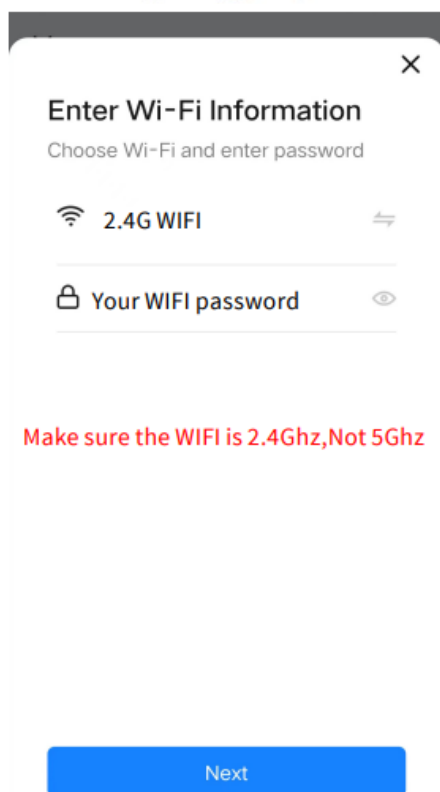 Enter Wi-Fi Information
Choose Wi-Fi and enter password
2.4G WIFI
Your WIFI password
Make sure the WIFI is 2.4Ghz,Not 5Ghz
Next